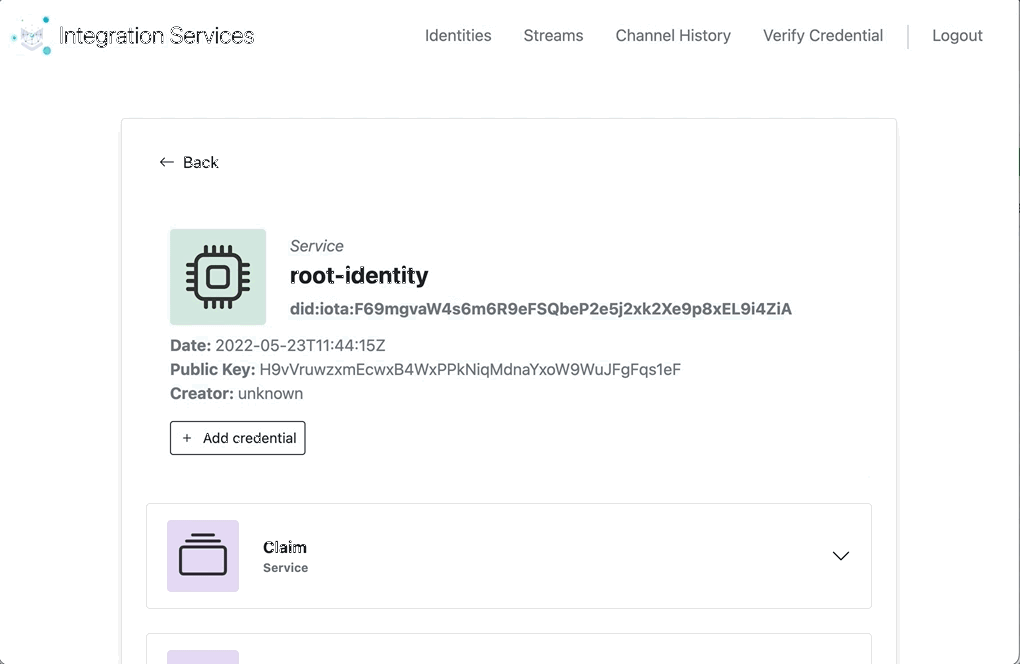 Integration Services
Identities
Streams
Channel History
Verify Credential
Logout
← Back
Service
root-identity
did:iota:F69mgvaW4s6m6R9eFSQbeP2e5j2xk2Xe9p8xEL9i4ZiA
Date: 2022-05-23T11:44:15Z
Public Key: H9vVruwzxmEcwxB4WxPPkNiqMdnaYxoW9WuJFgFqs1eF
Creator: unknown
+ Add credential
Claim
Service